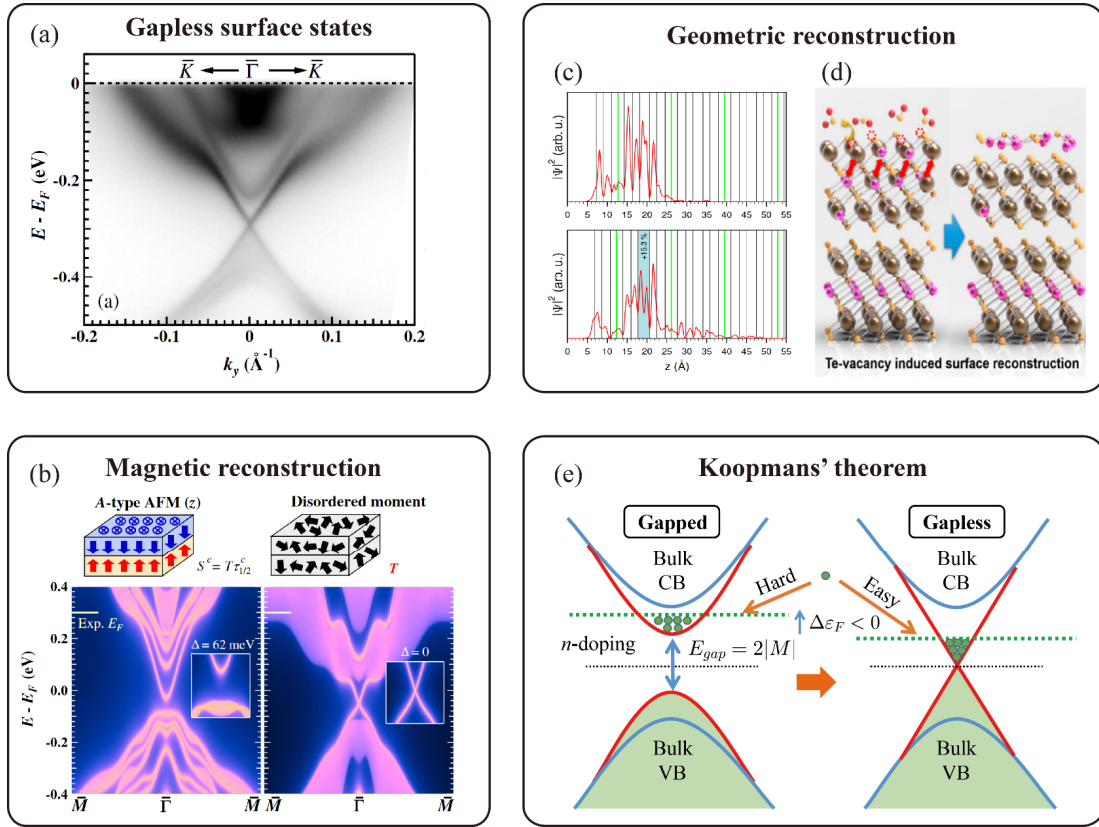 (a)
Gapless surface states
K̄ ← Γ̄ → K̄
0
-0.2
-0.4
E - E_F (eV)
(a)
-0.2 -0.1 0 0.1 0.2
k_y (Å⁻¹)
Geometric reconstruction
(c)
|Ψ|² (arb. u.)
0 5 10 15 20 25 30 35 40 45 50 55
+15.3 %
|Ψ|² (arb. u.)
0 5 10 15 20 25 30 35 40 45 50 55
z (Å)
(d)
Te-vacancy induced surface reconstruction
(b)
Magnetic reconstruction
A-type AFM (z)
Disordered moment
S^c = Tτ^c_{1/2}
T
0.4
0.2
0.0
-0.2
-0.4
E - E_F (eV)
Exp. E_F
Δ = 62 meV
Δ = 0
M̄ Γ̄ M̄ M̄ Γ̄ M̄
(e)
Koopmans' theorem
Gapped
Gapless
Bulk
CB
Bulk
CB
Hard
Easy
Δε_F < 0
n-doping
E_{gap} = 2|M|
Bulk
VB
Bulk
VB